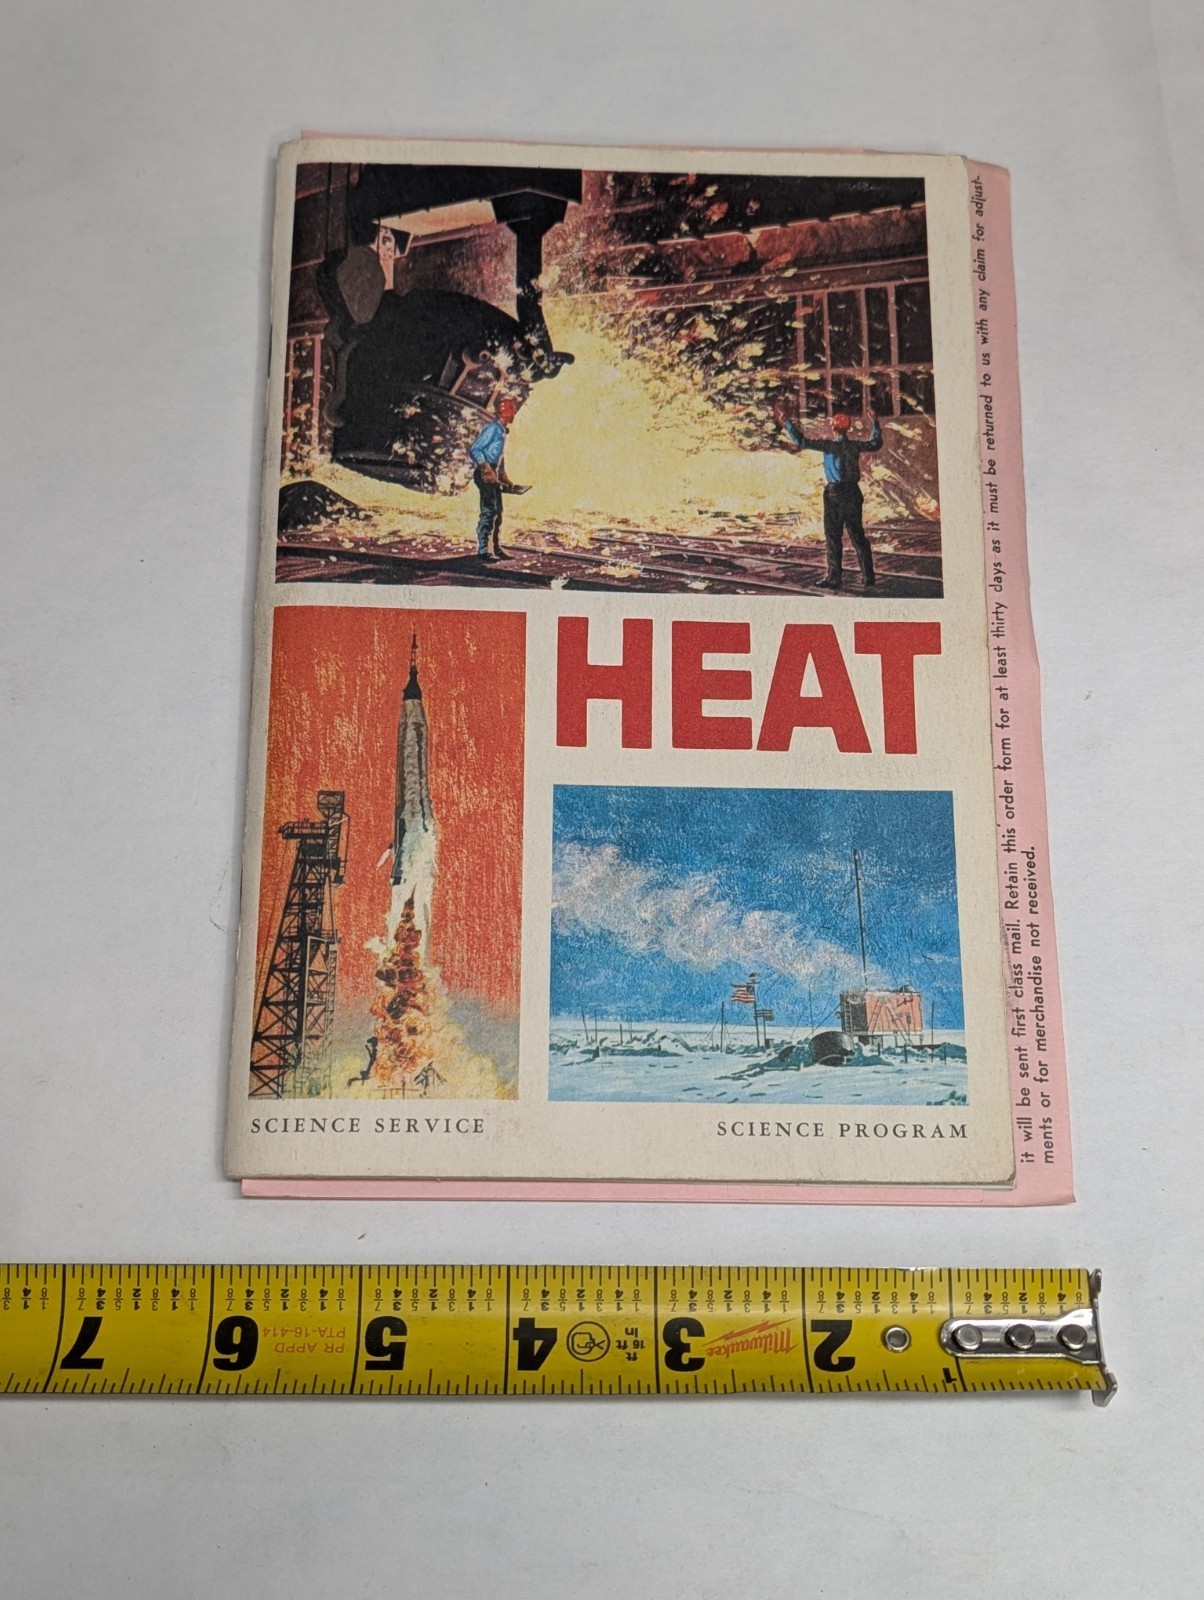 HEAT
SCIENCE SERVICE
SCIENCE PROGRAM
it will be sent first class mail. Retain this order form for at least thirty days as it must be returned to us with any claim for adjust-
ments or for merchandise not received.
7 6 5 4 3 2 1
PR APPD
PTA-16-414
ft in
16 ft
Milwaukee